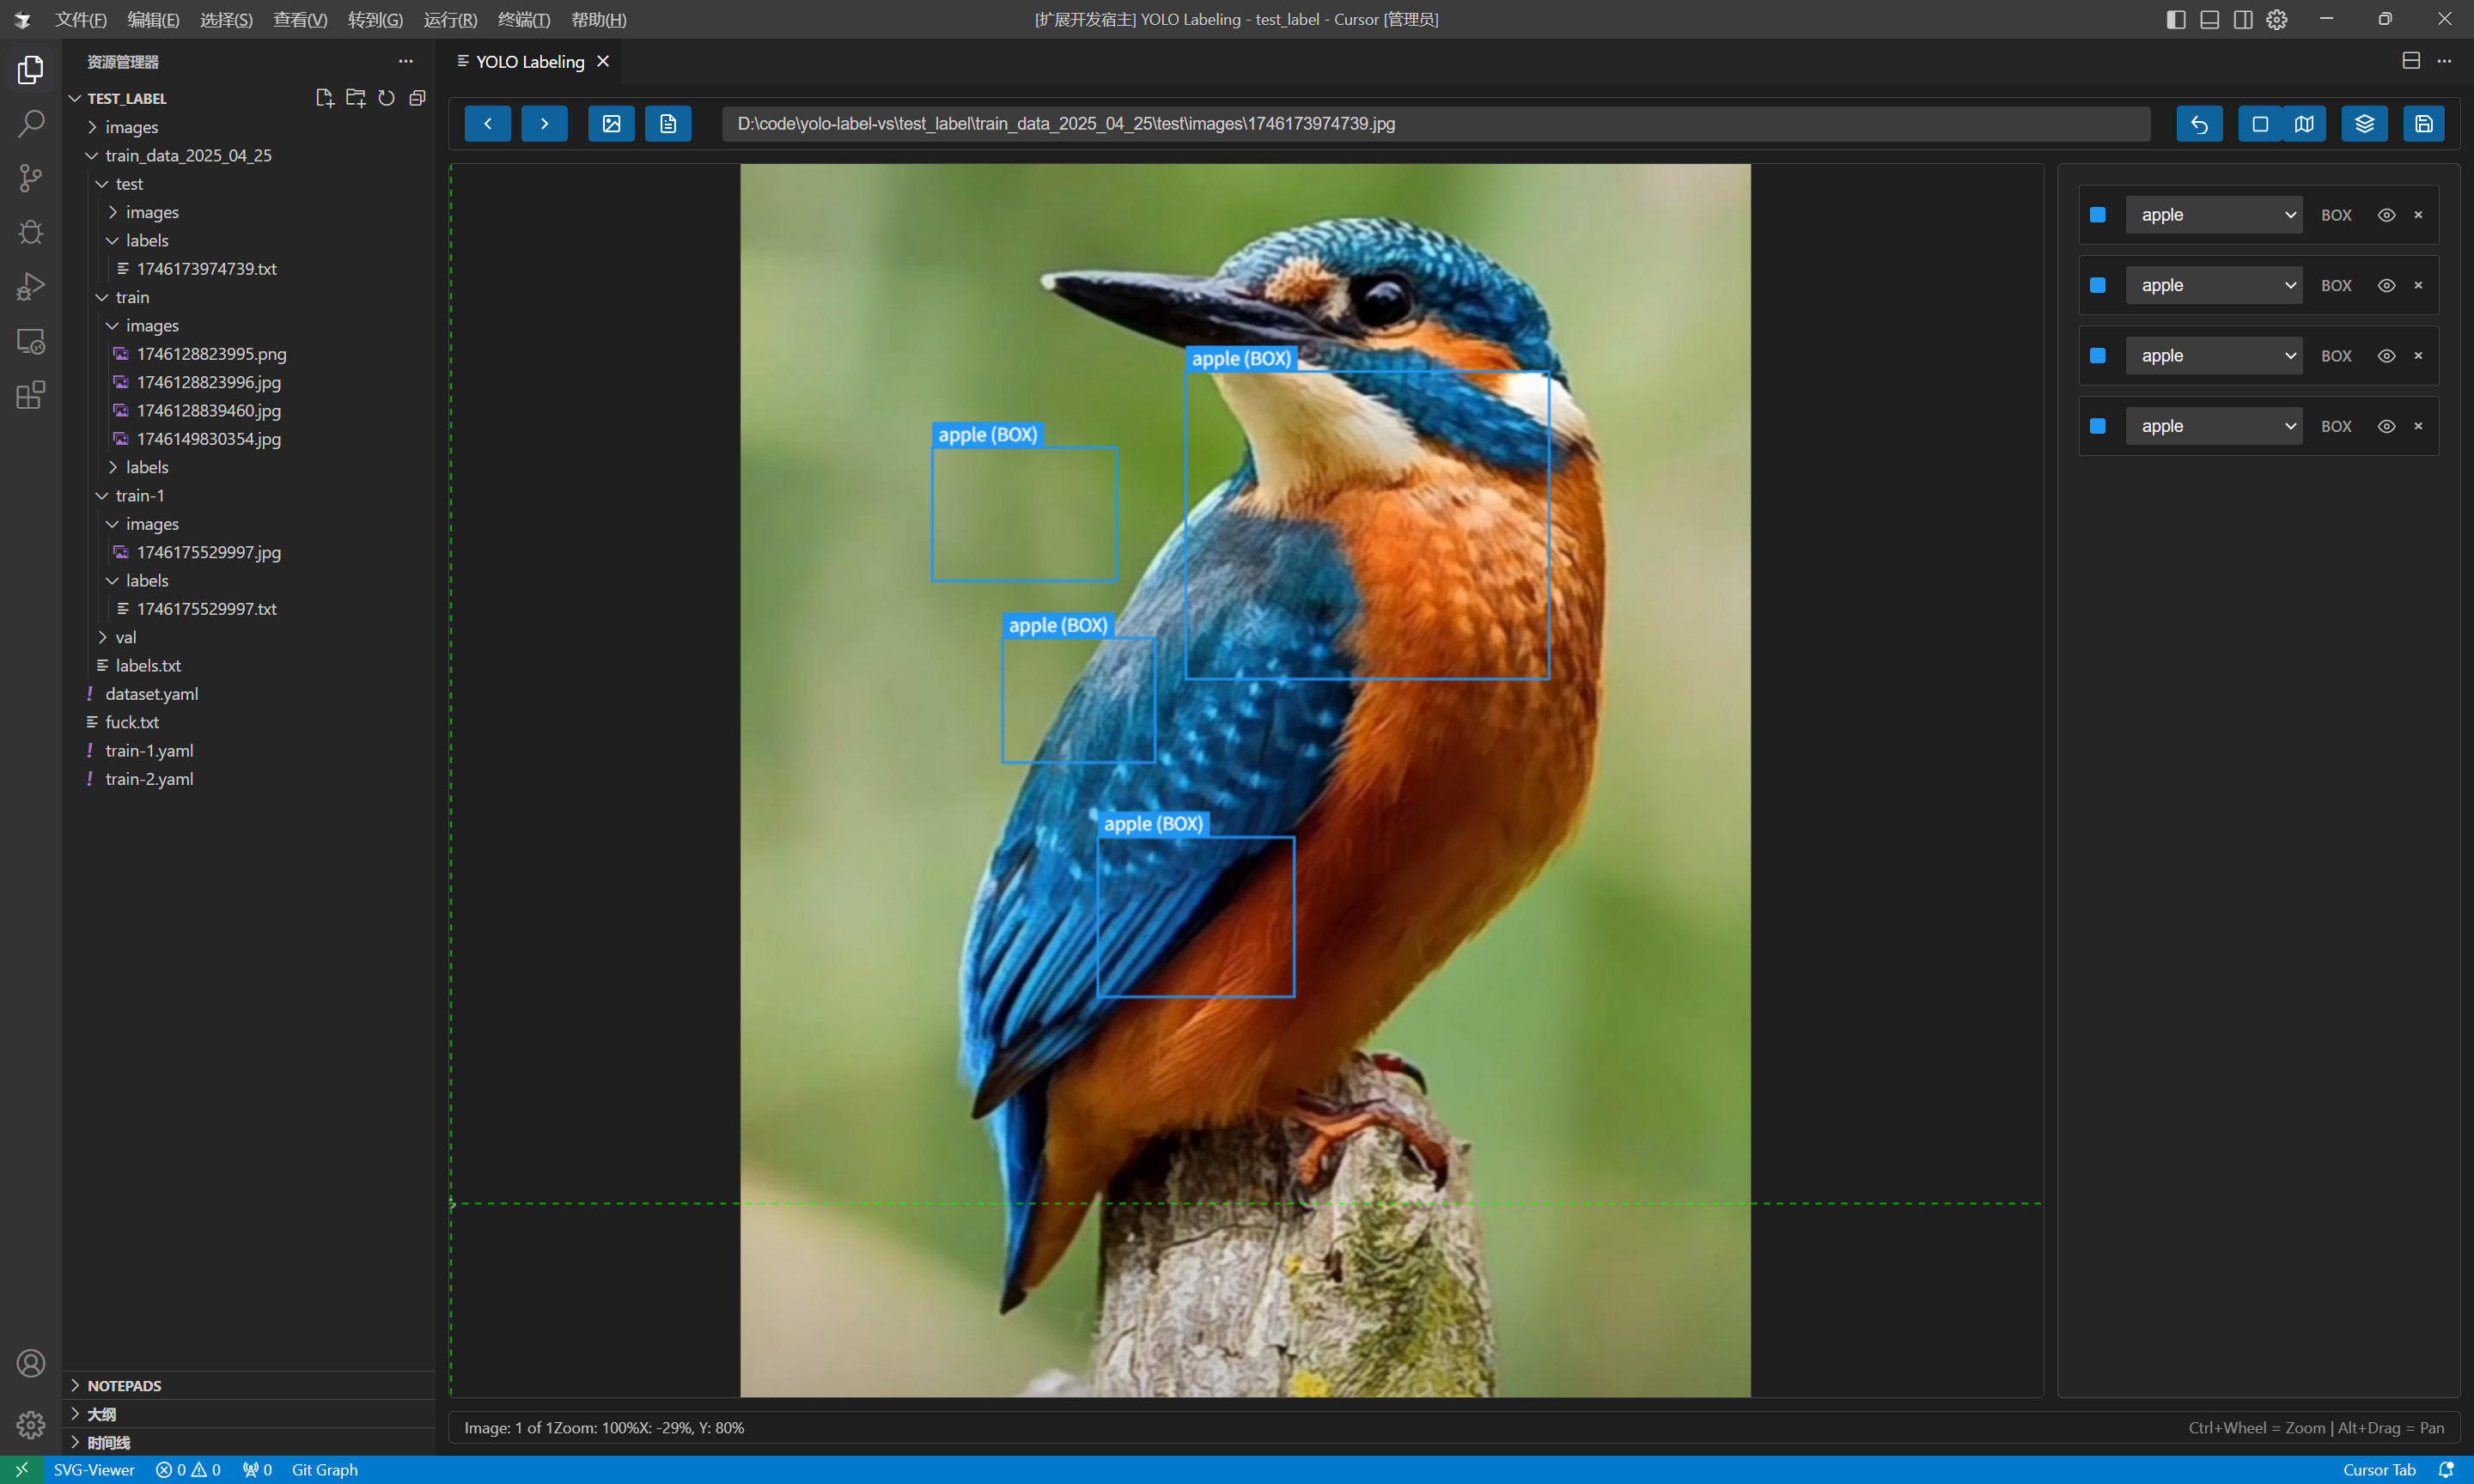 文件(F) 编辑(E) 选择(S) 查看(V) 转到(G) 运行(R) 终端(T) 帮助(H) [扩展开发宿主] YOLO Labeling - test_label - Cursor [管理员]
资源管理器
TEST_LABEL
images
train_data_2025_04_25
test
images
labels
1746173974739.txt
train
images
1746128823995.png
1746128823996.jpg
1746128839460.jpg
1746149830354.jpg
labels
train-1
images
1746175529997.jpg
labels
1746175529997.txt
val
labels.txt
dataset.yaml
fuck.txt
train-1.yaml
train-2.yaml
NOTEPADS
大纲
时间线
YOLO Labeling
D:\code\yolo-label-vs\test_label\train_data_2025_04_25\test\images\1746173974739.jpg
apple (BOX)
apple (BOX)
apple (BOX)
apple (BOX)
apple BOX
apple BOX
apple BOX
apple BOX
Image: 1 of 1Zoom: 100%X: -29%, Y: 80%
Ctrl+Wheel = Zoom | Alt+Drag = Pan
SVG-Viewer 0 0 0 Git Graph Cursor Tab